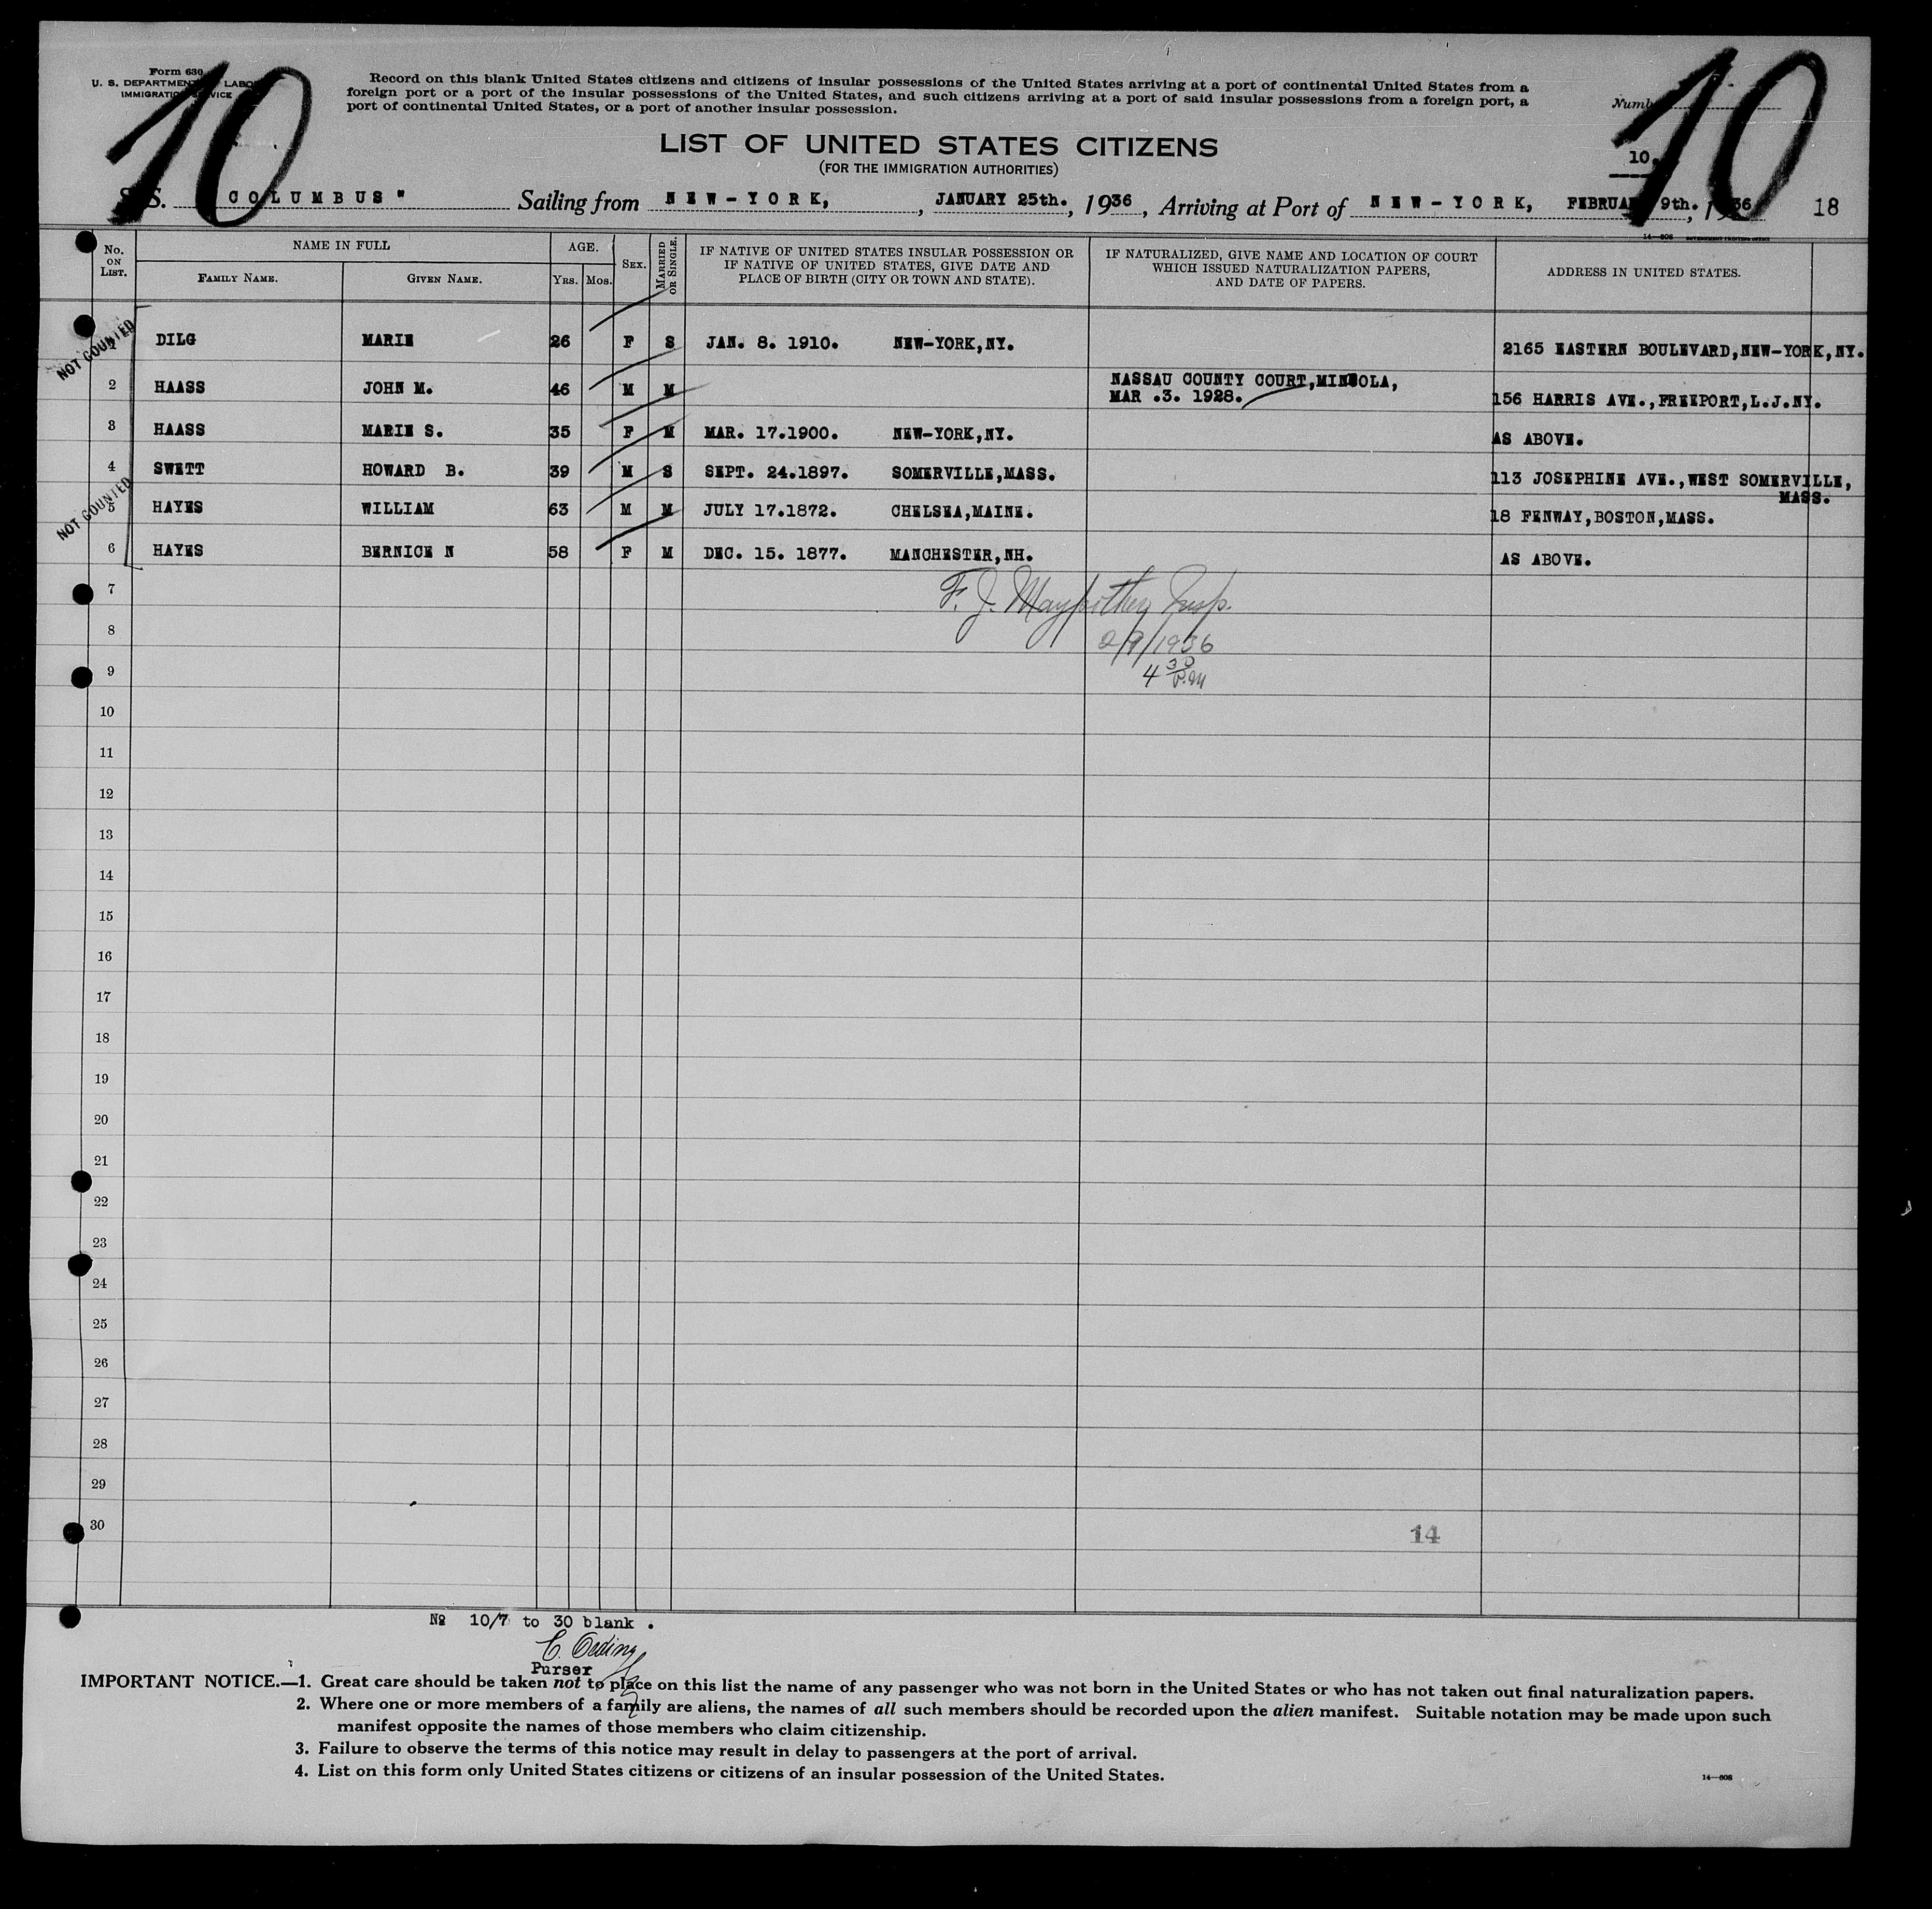 Form 630
U. S. DEPARTMENT LABOR
IMMIGRATION SERVICE
10
Record on this blank United States citizens and citizens of insular possessions of the United States arriving at a port of continental United States from a
foreign port or a port of the insular possessions of the United States, and such citizens arriving at a port of said insular possessions from a foreign port, a
port of continental United States, or a port of another insular possession.
Number
10
LIST OF UNITED STATES CITIZENS
(FOR THE IMMIGRATION AUTHORITIES)
10.
S.S. COLUMBUS" Sailing from NEW-YORK, , JANUARY 25th. , 1936 , Arriving at Port of NEW-YORK, FEBRUARY 9th. , 1936 18
14—608 GOVERNMENT PRINTING OFFICE
No. ON LIST. NAME IN FULL AGE. SEX. MARRIED OR SINGLE. IF NATIVE OF UNITED STATES INSULAR POSSESSION OR IF NATIVE OF UNITED STATES, GIVE DATE AND PLACE OF BIRTH (CITY OR TOWN AND STATE). IF NATURALIZED, GIVE NAME AND LOCATION OF COURT WHICH ISSUED NATURALIZATION PAPERS, AND DATE OF PAPERS. ADDRESS IN UNITED STATES.
FAMILY NAME. GIVEN NAME. YRS. MOS.
NOT COUNTED
DILG MARIE 26 F S JAN. 8. 1910. NEW-YORK,NY. 2165 EASTERN BOULEVARD,NEW-YORK,NY.
2 HAASS JOHN M. 46 M M NASSAU COUNTY COURT,MINEOLA,
MAR .3. 1928. 156 HARRIS AVE.,FREEPORT,L.J.NY.
3 HAASS MARIE S. 35 F M MAR. 17.1900. NEW-YORK,NY. AS ABOVE.
4 SWETT HOWARD B. 39 M S SEPT. 24.1897. SOMERVILLE,MASS. 113 JOSEPHINE AVE.,WEST SOMERVILLE,
MASS.
NOT COUNTED
5 HAYES WILLIAM 63 M M JULY 17.1872. CHELSEA,MAINE. 18 FENWAY,BOSTON,MASS.
6 HAYES BERNICE N 58 F M DEC. 15. 1877. MANCHESTER,NH. AS ABOVE.
7 F. J. Insp.
8 2/9/1936
9 4 30 P.M
10
11
12
13
14
15
16
17
18
19
20
21
22
23
24
25
26
27
28
29
30
14
№ 10/7 to 30 blank .
Purser
IMPORTANT NOTICE.—1. Great care should be taken not to place on this list the name of any passenger who was not born in the United States or who has not taken out final naturalization papers.
2. Where one or more members of a family are aliens, the names of all such members should be recorded upon the alien manifest. Suitable notation may be made upon such
manifest opposite the names of those members who claim citizenship.
3. Failure to observe the terms of this notice may result in delay to passengers at the port of arrival.
4. List on this form only United States citizens or citizens of an insular possession of the United States.
14—608